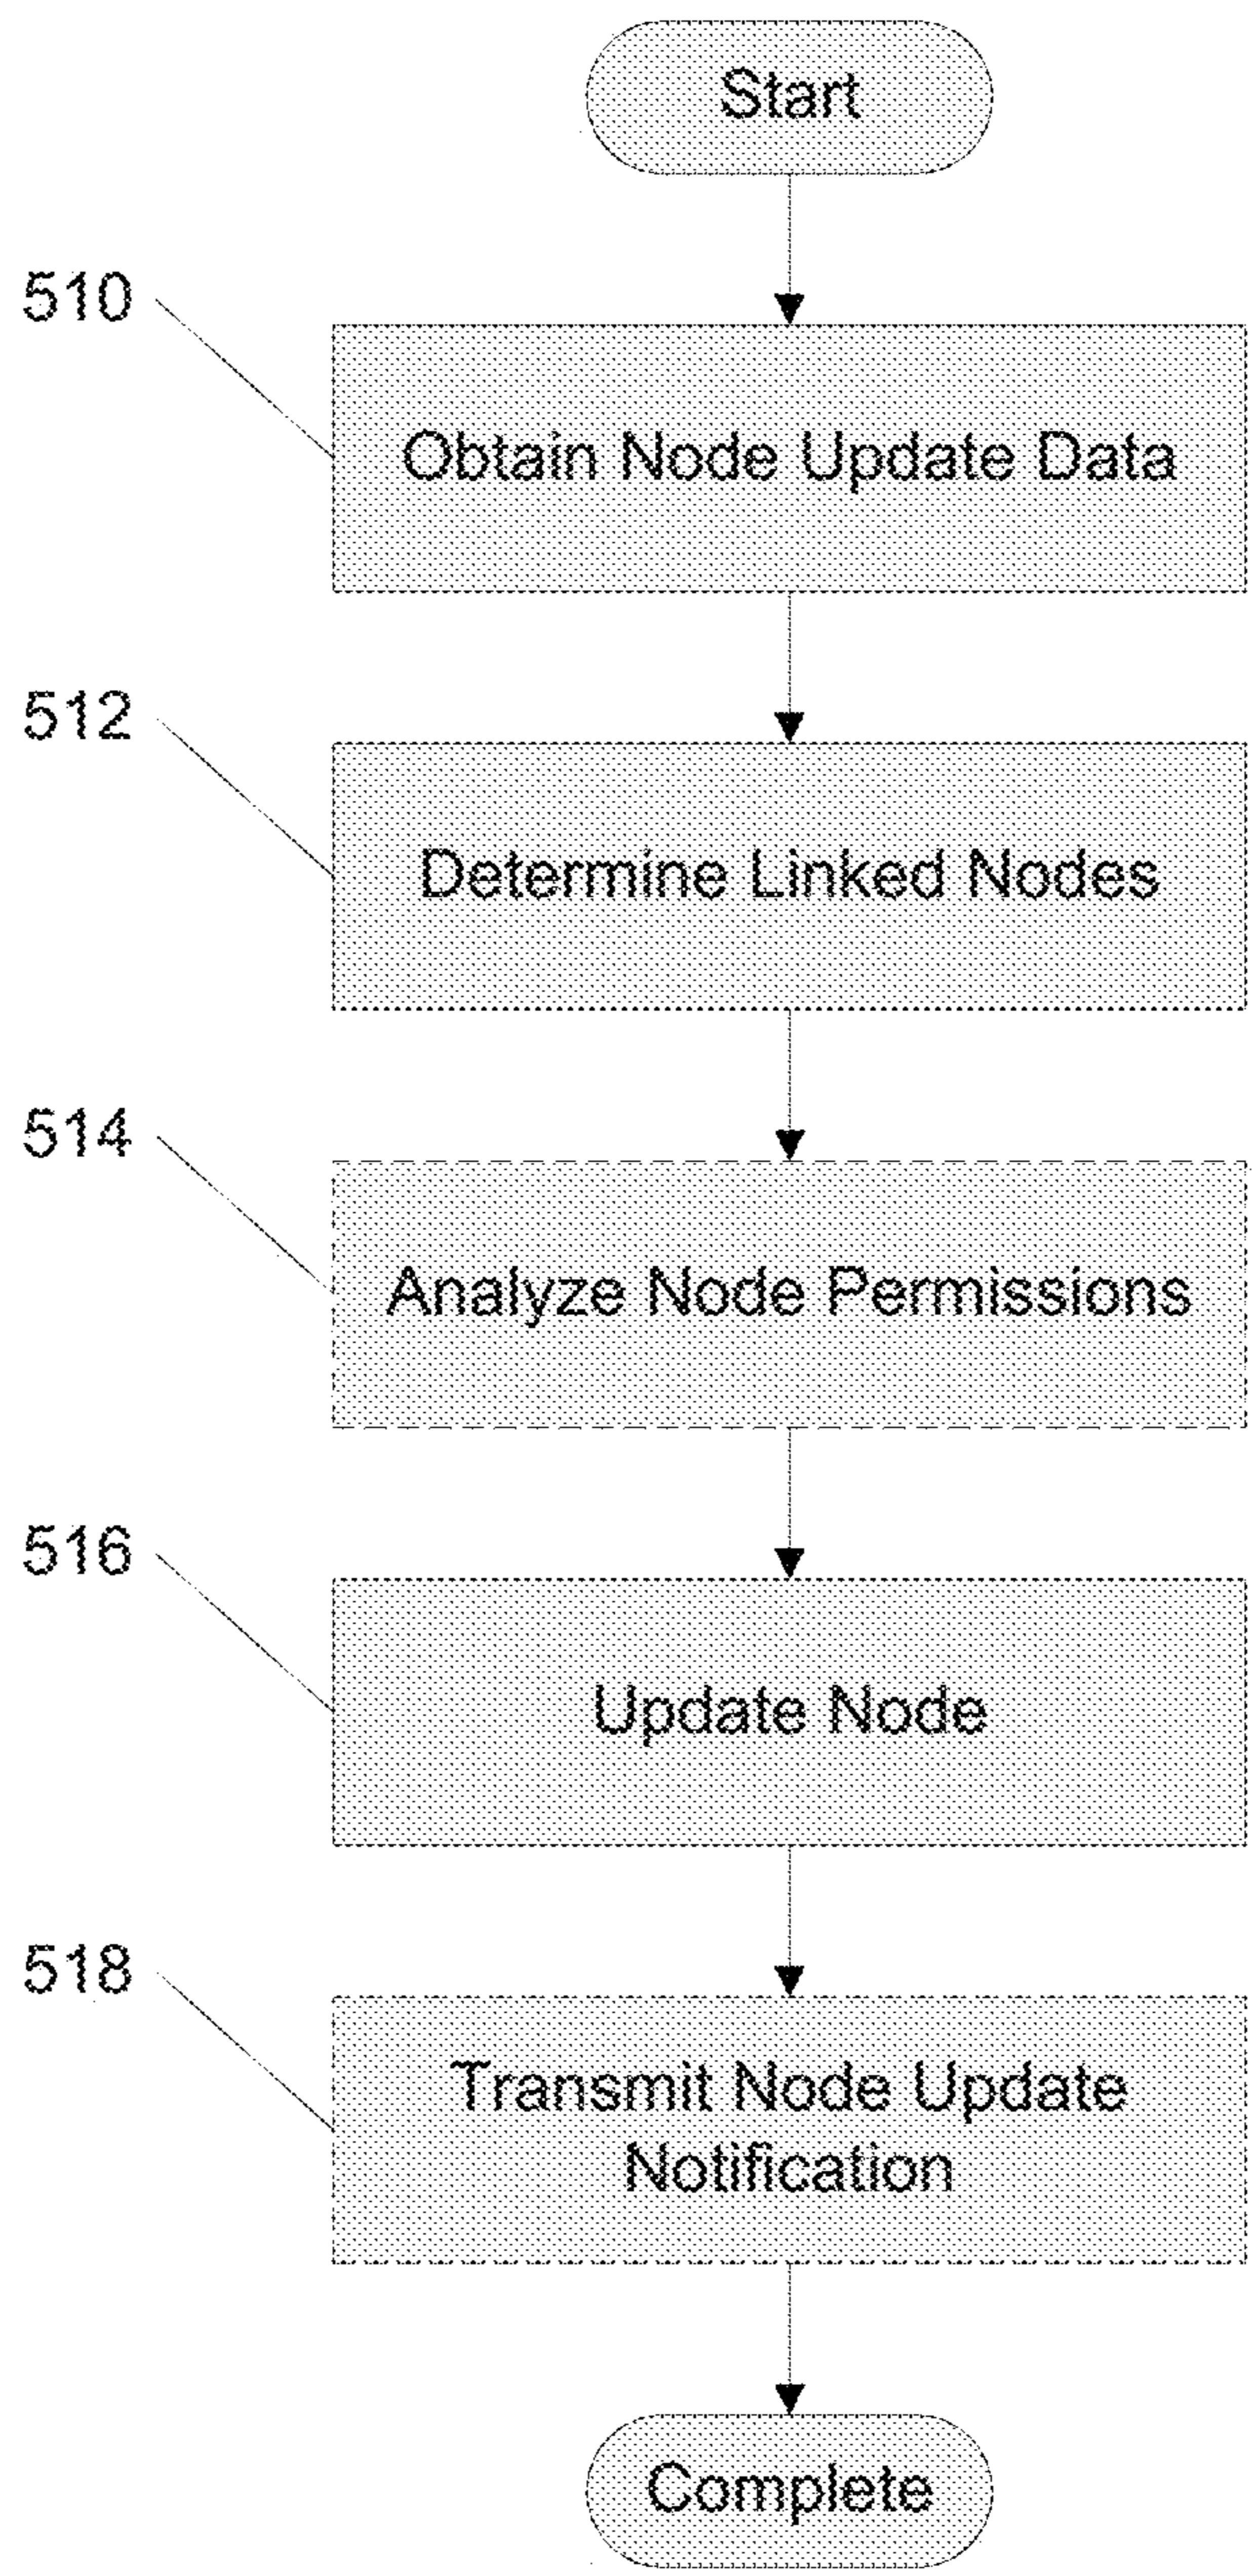 Start
510
Obtain Node Update Data
512
Determine Linked Nodes
514
Analyze Node Permissions
516
Update Node
518
Transmit Node Update
Notification
Complete